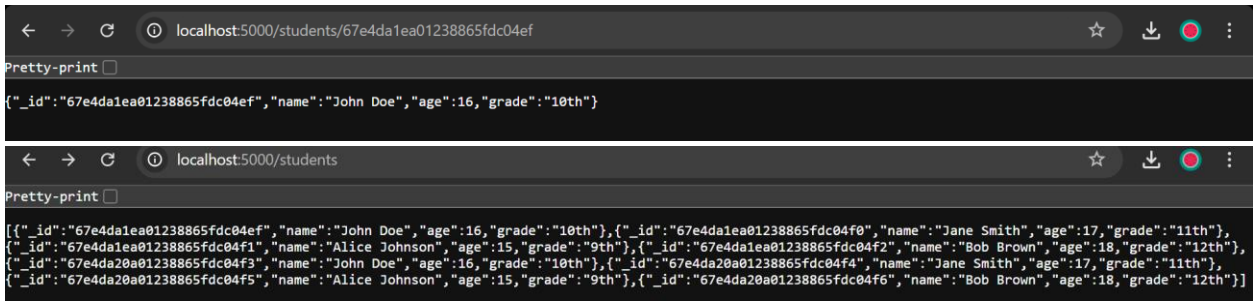 localhost:5000/students/67e4da1ea01238865fdc04ef
Pretty-print
{"_id":"67e4da1ea01238865fdc04ef","name":"John Doe","age":16,"grade":"10th"}
localhost:5000/students
Pretty-print
[{"_id":"67e4da1ea01238865fdc04ef","name":"John Doe","age":16,"grade":"10th"},{"_id":"67e4da1ea01238865fdc04f0","name":"Jane Smith","age":17,"grade":"11th"},
{"_id":"67e4da1ea01238865fdc04f1","name":"Alice Johnson","age":15,"grade":"9th"},{"_id":"67e4da1ea01238865fdc04f2","name":"Bob Brown","age":18,"grade":"12th"},
{"_id":"67e4da20a01238865fdc04f3","name":"John Doe","age":16,"grade":"10th"},{"_id":"67e4da20a01238865fdc04f4","name":"Jane Smith","age":17,"grade":"11th"},
{"_id":"67e4da20a01238865fdc04f5","name":"Alice Johnson","age":15,"grade":"9th"},{"_id":"67e4da20a01238865fdc04f6","name":"Bob Brown","age":18,"grade":"12th"}]